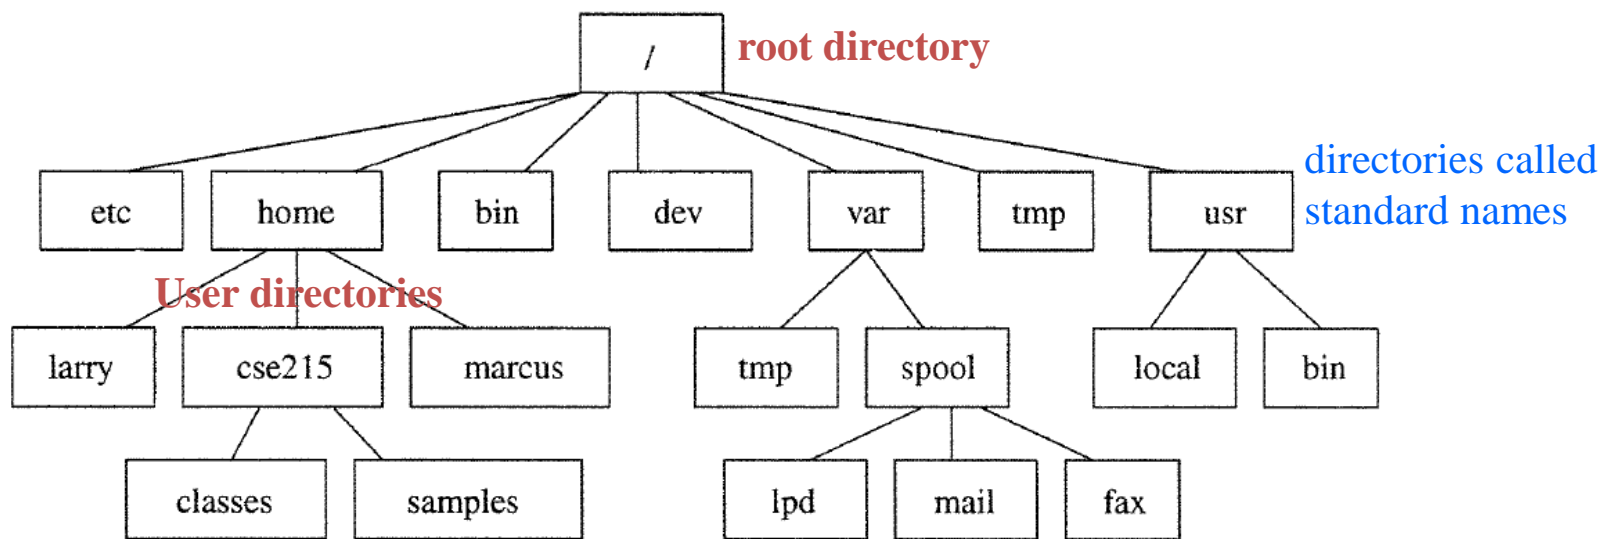 /
root directory
directories called
standard names
etc
home
bin
dev
var
tmp
usr
User directories
larry
cse215
marcus
tmp
spool
local
bin
classes
samples
lpd
mail
fax